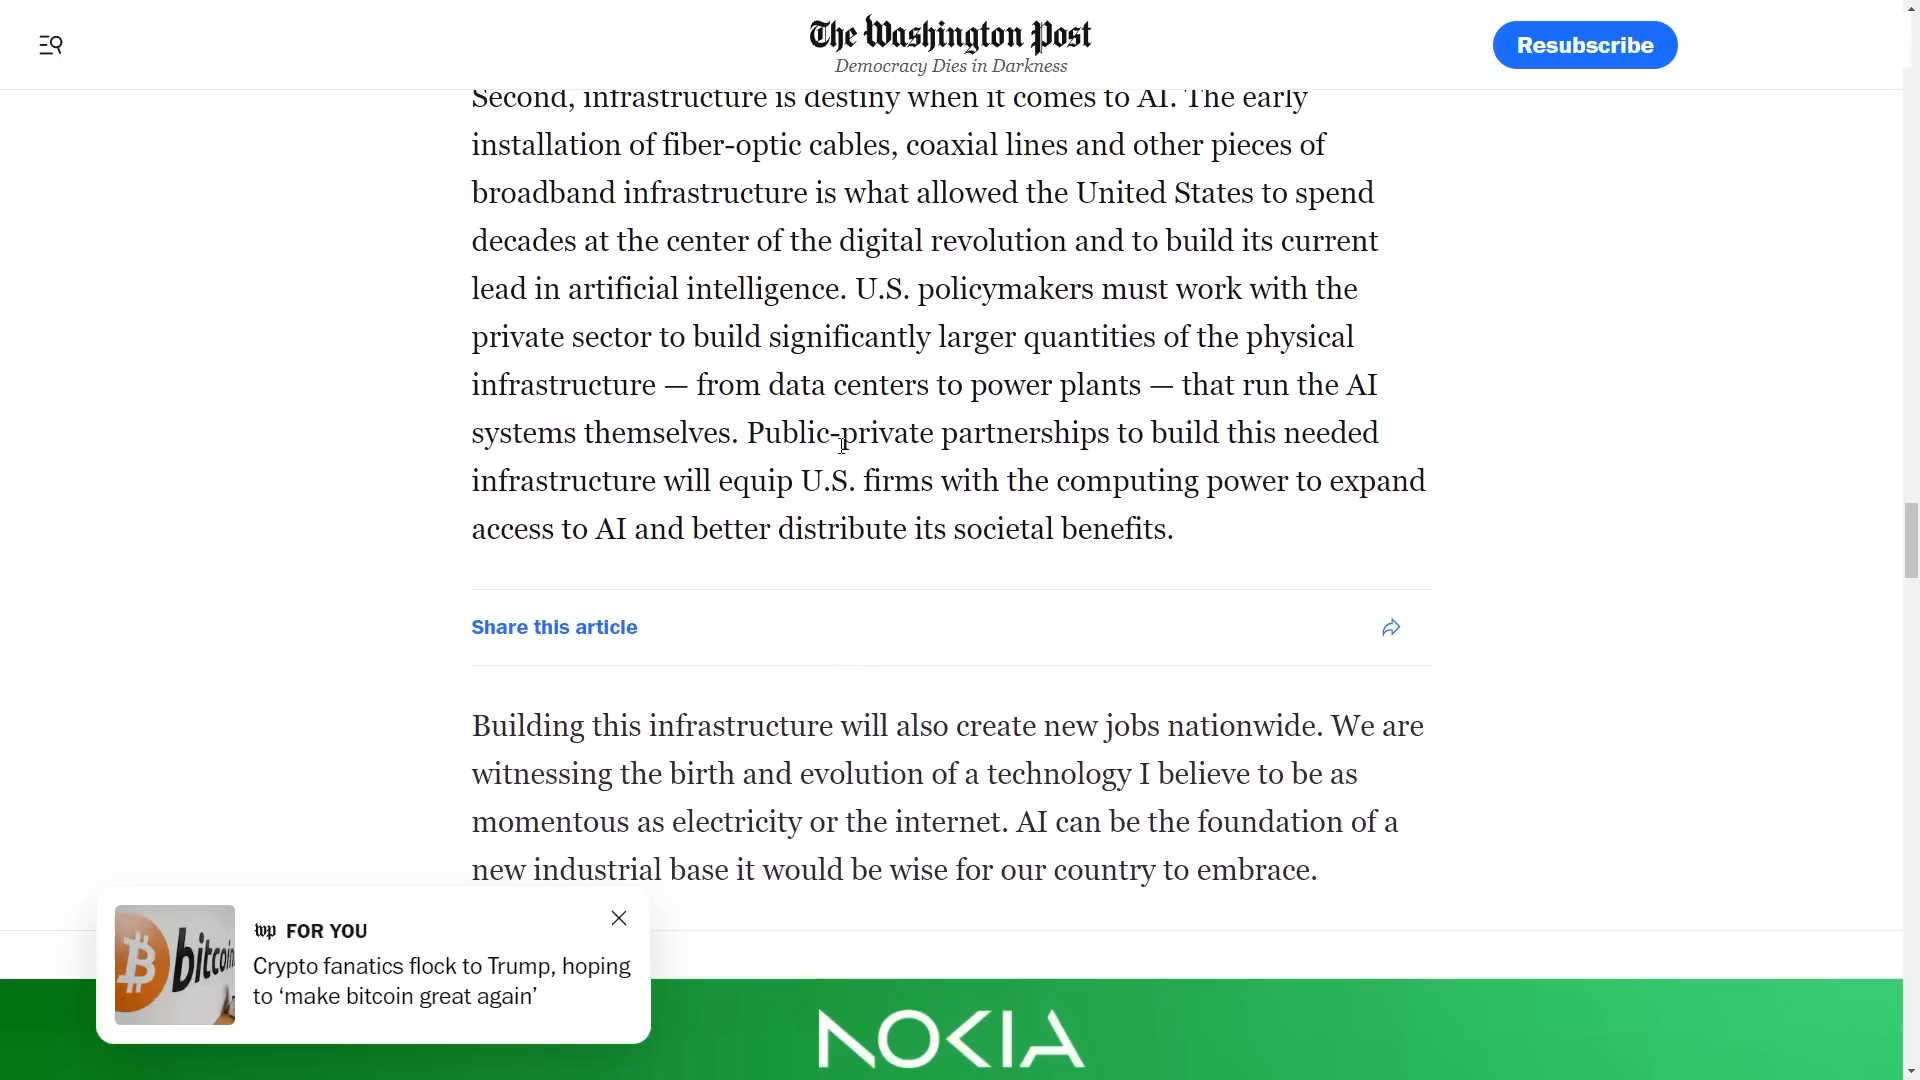 The Washington Post
Democracy Dies in Darkness
Resubscribe
Second, infrastructure is destiny when it comes to AI. The early
installation of fiber-optic cables, coaxial lines and other pieces of
broadband infrastructure is what allowed the United States to spend
decades at the center of the digital revolution and to build its current
lead in artificial intelligence. U.S. policymakers must work with the
private sector to build significantly larger quantities of the physical
infrastructure — from data centers to power plants — that run the AI
systems themselves. Public-private partnerships to build this needed
infrastructure will equip U.S. firms with the computing power to expand
access to AI and better distribute its societal benefits.
Share this article
Building this infrastructure will also create new jobs nationwide. We are
witnessing the birth and evolution of a technology I believe to be as
momentous as electricity or the internet. AI can be the foundation of a
new industrial base it would be wise for our country to embrace.
bitcoin
wp FOR YOU
Crypto fanatics flock to Trump, hoping
to ‘make bitcoin great again’
NOKIA